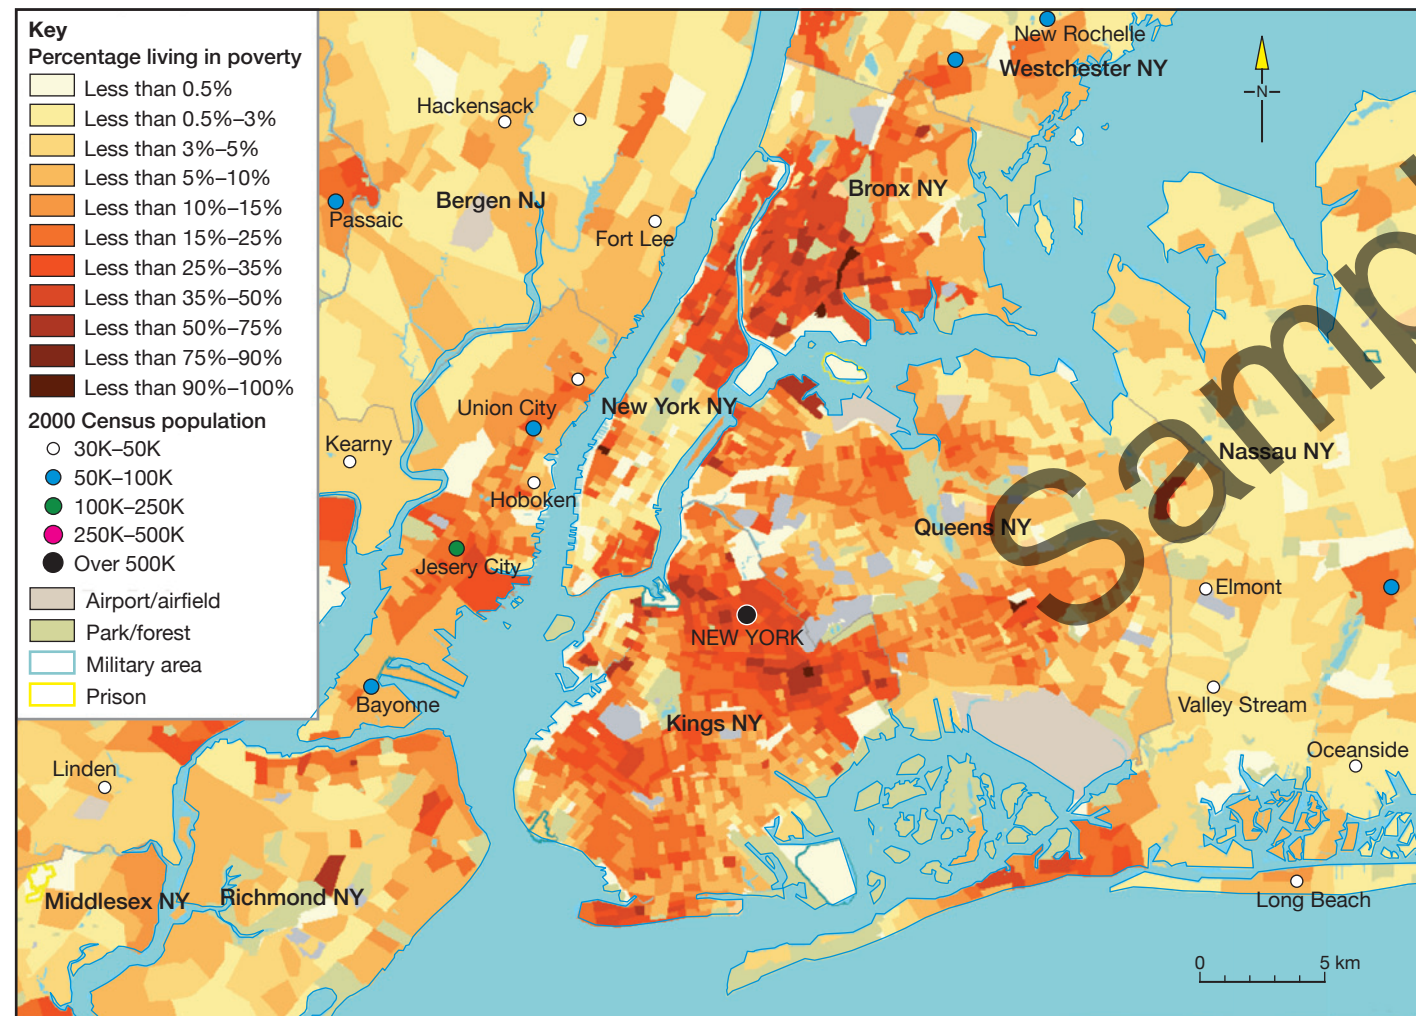 Key
Percentage living in poverty
Less than 0.5%
Less than 0.5%–3%
Less than 3%–5%
Less than 5%–10%
Less than 10%–15%
Less than 15%–25%
Less than 25%–35%
Less than 35%–50%
Less than 50%–75%
Less than 75%–90%
Less than 90%–100%
2000 Census population
30K–50K
50K–100K
100K–250K
250K–500K
Over 500K
Airport/airfield
Park/forest
Military area
Prison
New Rochelle
Westchester NY
N
Hackensack
Bronx NY
Bergen NJ
Passaic
Fort Lee
Union City
New York NY
Kearny
Nassau NY
Hoboken
Queens NY
Jesery City
Elmont
NEW YORK
Bayonne
Kings NY
Valley Stream
Oceanside
Linden
Middlesex NY
Richmond NY
Long Beach
0 5 km
Samp